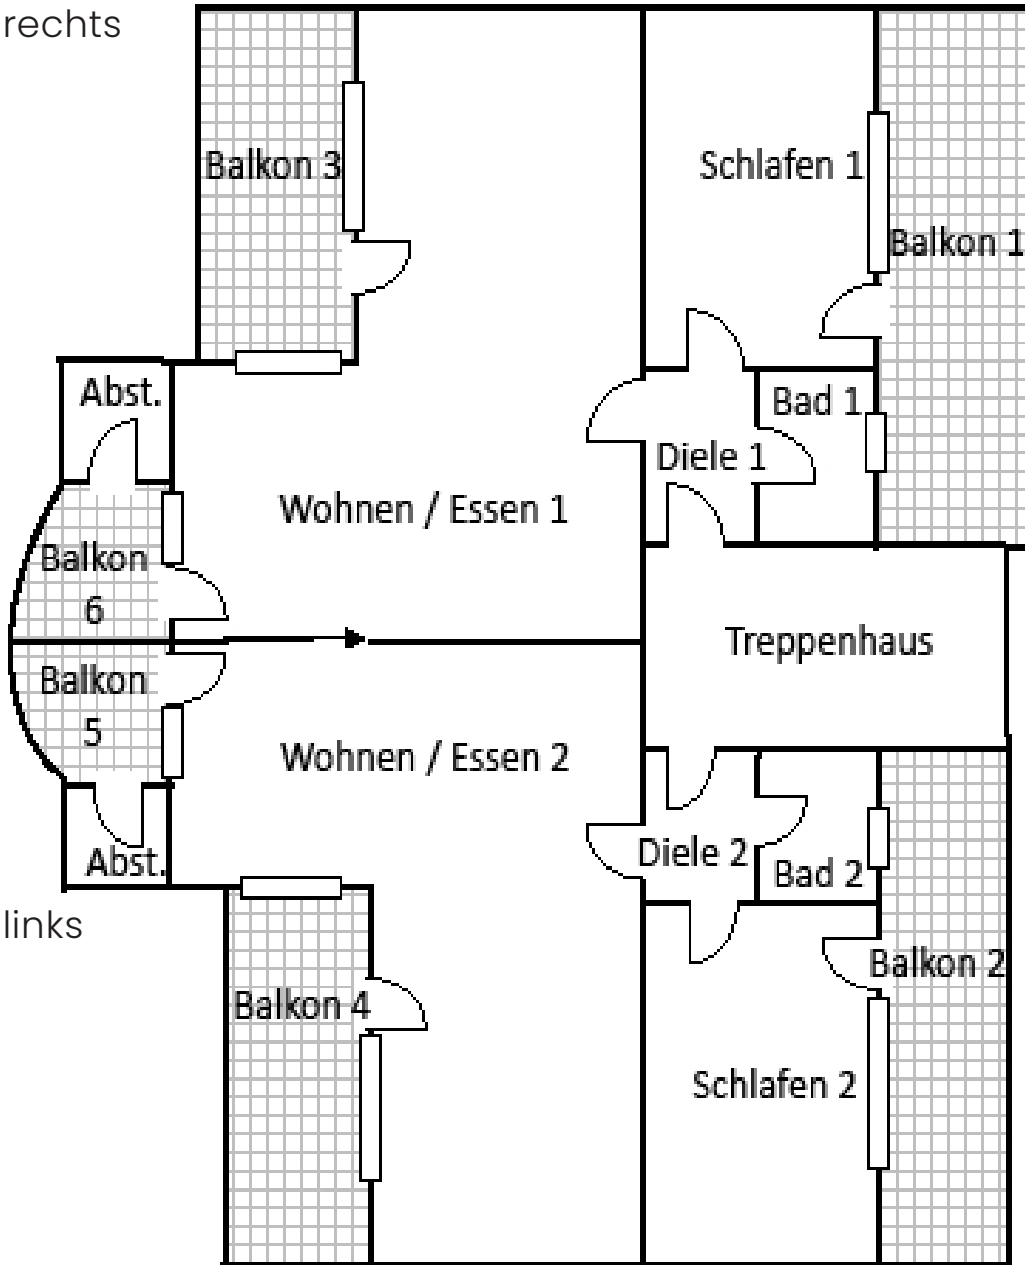 rechts
Balkon 3
Schlafen 1
Balkon 1
Abst.
Bad 1
Diele 1
Wohnen / Essen 1
Balkon
6
Treppenhaus
Balkon
5
Wohnen / Essen 2
Diele 2
Abst.
Bad 2
links
Balkon 2
Balkon 4
Schlafen 2